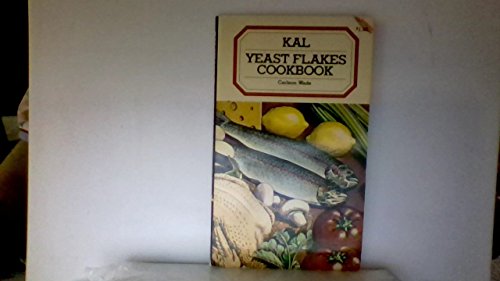 KAL
YEAST FLAKES
COOKBOOK
Carlson Wade